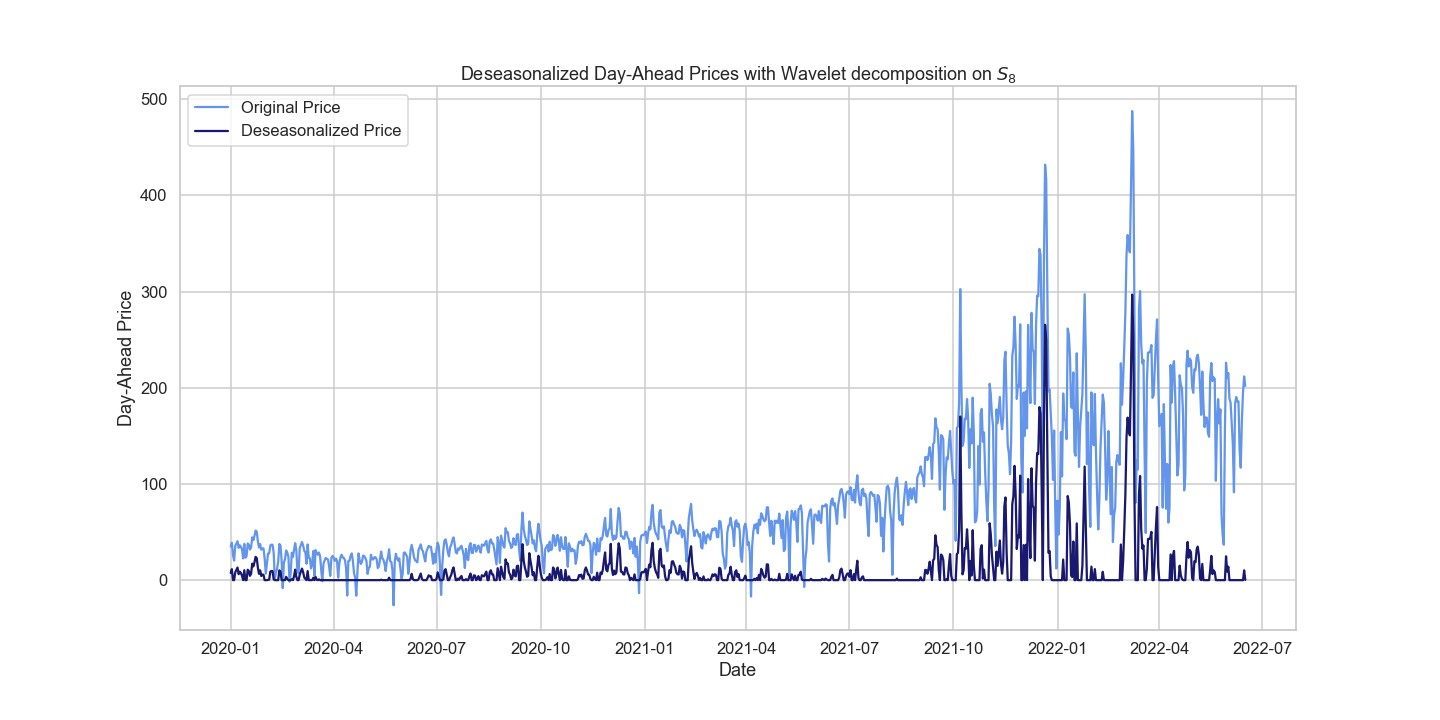 Deseasonalized Day-Ahead Prices with Wavelet decomposition on S₈
Original Price
Deseasonalized Price
Day-Ahead Price
500
400
300
200
100
0
2020-01 2020-04 2020-07 2020-10 2021-01 2021-04 2021-07 2021-10 2022-01 2022-04 2022-07
Date